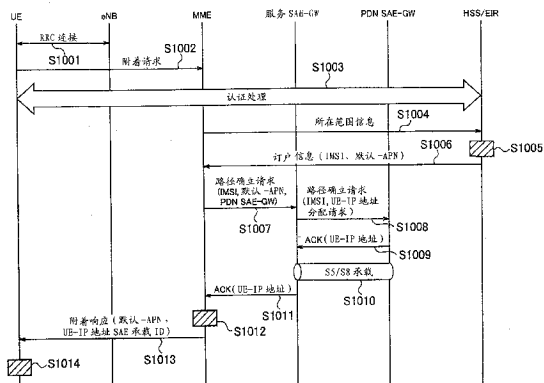 UE
eNB
MME
服务 SAE-GW
PDN SAE-GW
HSS/EIR
RRC 连接
S1001
附着请求
S1002
S1003
认证处理
所在范围信息
S1004
S1005
订户信息 (IMSI、默认-APN)
S1006
路径确立请求
(IMSI,默认-APN,
PDN SAE-GW)
S1007
路径确立请求
(IMSI, UE-IP 地址
分配请求)
S1008
ACK(UE-IP 地址)
S1009
S5/S8 承载
S1010
ACK(UE-IP 地址)
S1011
S1012
附着响应 (默认-APN、
UE-IP地址 SAE 承载 ID)
S1013
S1014